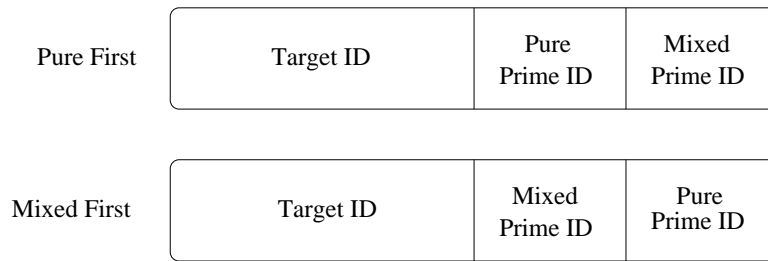 Pure First
Target ID
Pure
Prime ID
Mixed
Prime ID
Mixed First
Target ID
Mixed
Prime ID
Pure
Prime ID